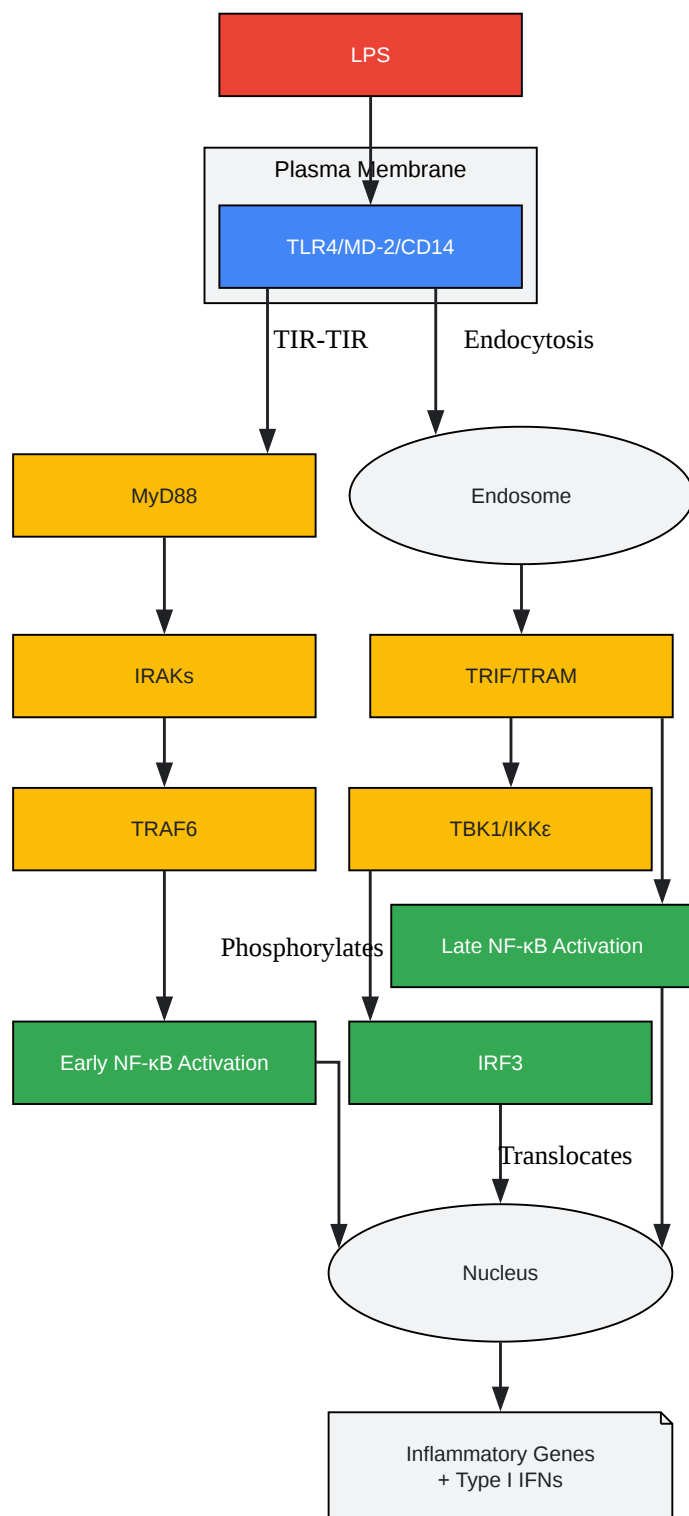 LPS
Plasma Membrane
TLR4/MD-2/CD14
TIR-TIR
Endocytosis
MyD88
Endosome
IRAKs
TRIF/TRAM
TRAF6
TBK1/IKKε
Phosphorylates
Late NF-κB Activation
Early NF-κB Activation
IRF3
Translocates
Nucleus
Inflammatory Genes
+ Type I IFNs